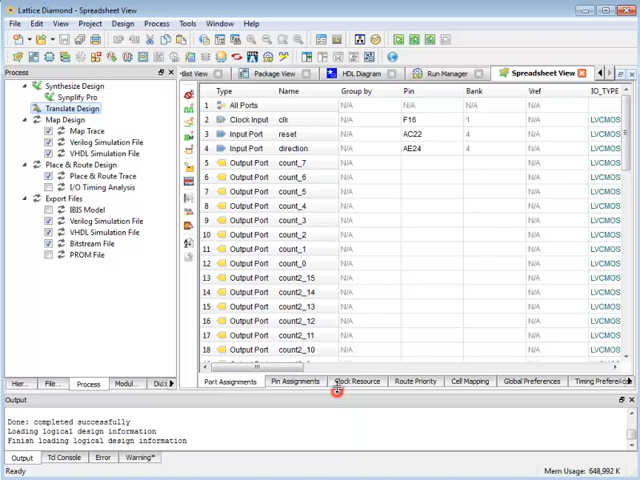 Lattice Diamond - Spreadsheet View
File Edit View Project Design Process Tools Window Help
Process
Synthesize Design
Synplify Pro
Translate Design
Map Design
Map Trace
Verilog Simulation File
VHDL Simulation File
Place & Route Design
Place & Route Trace
I/O Timing Analysis
Export Files
IBIS Model
Verilog Simulation File
VHDL Simulation File
Bitstream File
PROM File
Hier... File... Process Modul...
tlist View Package View HDL Diagram Run Manager Spreadsheet View
Type Name Group by Pin Bank Vref IO_TYPE
1 All Ports N/A N/A N/A N/A
2 Clock Input clk N/A F16 1 N/A LVCMOS
3 Input Port reset N/A AC22 4 N/A LVCMOS
4 Input Port direction N/A AE24 4 N/A LVCMOS
5 Output Port count_7 N/A N/A LVCMOS
6 Output Port count_6 N/A N/A LVCMOS
7 Output Port count_5 N/A N/A LVCMOS
8 Output Port count_4 N/A N/A LVCMOS
9 Output Port count_3 N/A N/A LVCMOS
10 Output Port count_2 N/A N/A LVCMOS
11 Output Port count_1 N/A N/A LVCMOS
12 Output Port count_0 N/A N/A LVCMOS
13 Output Port count2_15 N/A N/A LVCMOS
14 Output Port count2_14 N/A N/A LVCMOS
15 Output Port count2_13 N/A N/A LVCMOS
16 Output Port count2_12 N/A N/A LVCMOS
17 Output Port count2_11 N/A N/A LVCMOS
18 Output Port count2_10 N/A N/A LVCMOS
Port Assignments Pin Assignments Clock Resource Route Priority Cell Mapping Global Preferences Timing Preferenc
Output
Done: completed successfully
Loading logical design information
Finish loading logical design information
Output Tcl Console Error Warning*
Ready
Mem Usage: 648,992 K